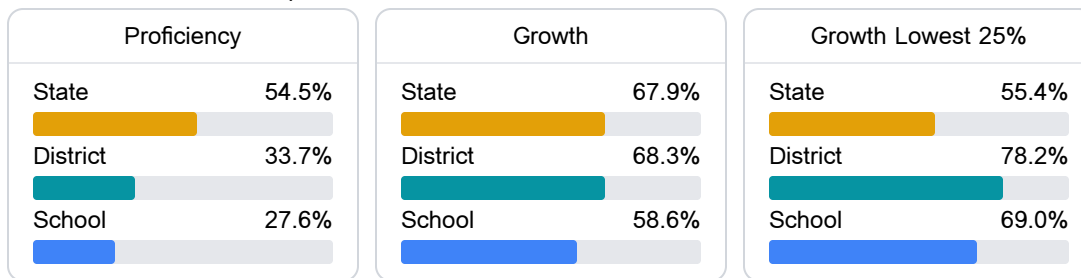 Proficiency
State 54.5%
District 33.7%
School 27.6%
Growth
State 67.9%
District 68.3%
School 58.6%
Growth Lowest 25%
State 55.4%
District 78.2%
School 69.0%